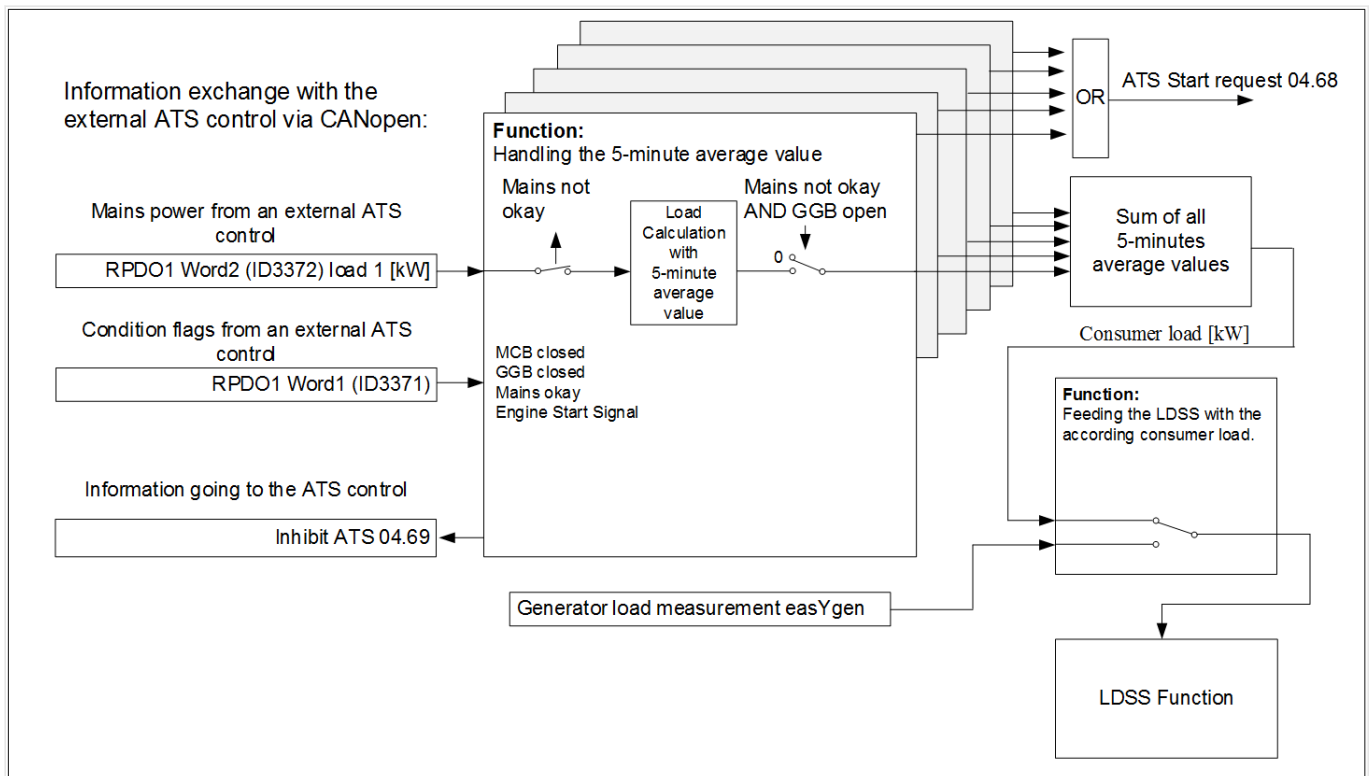 Information exchange with the
external ATS control via CANopen:
Mains power from an external ATS
control
RPDO1 Word2 (ID3372) load 1 [kW]
Condition flags from an external ATS
control
RPDO1 Word1 (ID3371)
Information going to the ATS control
Inhibit ATS 04.69
Function:
Handling the 5-minute average value
Mains not
okay
Load
Calculation
with
5-minute
average
value
Mains not okay
AND GGB open
0
MCB closed
GGB closed
Mains okay
Engine Start Signal
OR
ATS Start request 04.68
Sum of all
5-minutes
average values
Consumer load [kW]
Function:
Feeding the LDSS with the
according consumer load.
Generator load measurement easYgen
LDSS Function